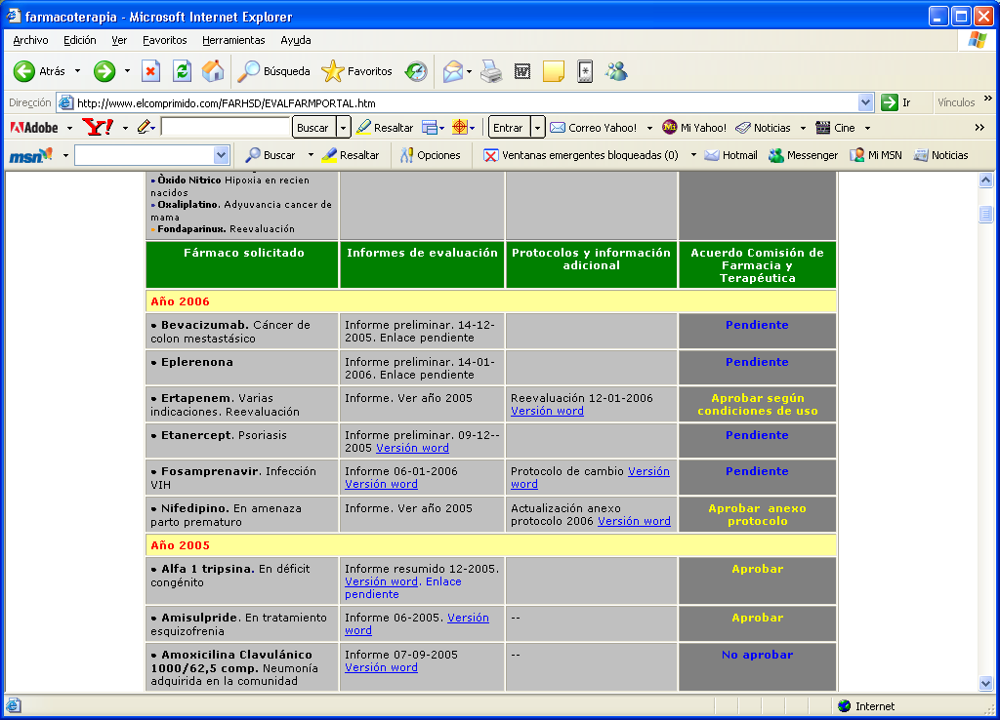 farmacoterapia - Microsoft Internet Explorer
Archivo Edición Ver Favoritos Herramientas Ayuda
Atrás Búsqueda Favoritos
Dirección http://www.elcomprimido.com/FARHSD/EVALFARMPORTAL.htm Ir Vínculos »
Adobe Y! Buscar Resaltar Entrar Correo Yahoo! Mi Yahoo! Noticias Cine »
msn Buscar Resaltar Opciones Ventanas emergentes bloqueadas (0) Hotmail Messenger Mi MSN Noticias
• Òxido Nítrico Hipoxia en recien
nacidos
• Oxaliplatino. Adyuvancia cancer de
mama
• Fondaparinux. Reevaluación
Fármaco solicitado Informes de evaluación Protocolos y información
adicional Acuerdo Comisión de
Farmacia y
Terapéutica
Año 2006
• Bevacizumab. Cáncer de
colon mestastásico
Informe preliminar. 14-12-
2005. Enlace pendiente
Pendiente
• Eplerenona
Informe preliminar. 14-01-
2006. Enlace pendiente
Pendiente
• Ertapenem. Varias
indicaciones. Reevaluación
Informe. Ver año 2005
Reevaluación 12-01-2006
Versión word
Aprobar según
condiciones de uso
• Etanercept. Psoriasis
Informe preliminar. 09-12--
2005 Versión word
Pendiente
• Fosamprenavir. Infección
VIH
Informe 06-01-2006
Versión word
Protocolo de cambio Versión
word
Pendiente
• Nifedipino. En amenaza
parto prematuro
Informe. Ver año 2005
Actualización anexo
protocolo 2006 Versión word
Aprobar anexo
protocolo
Año 2005
• Alfa 1 tripsina. En déficit
congénito
Informe resumido 12-2005.
Versión word. Enlace
pendiente
Aprobar
• Amisulpride. En tratamiento
esquizofrenia
Informe 06-2005. Versión
word
--
Aprobar
• Amoxicilina Clavulánico
1000/62,5 comp. Neumonía
adquirida en la comunidad
Informe 07-09-2005
Versión word
--
No aprobar
Internet